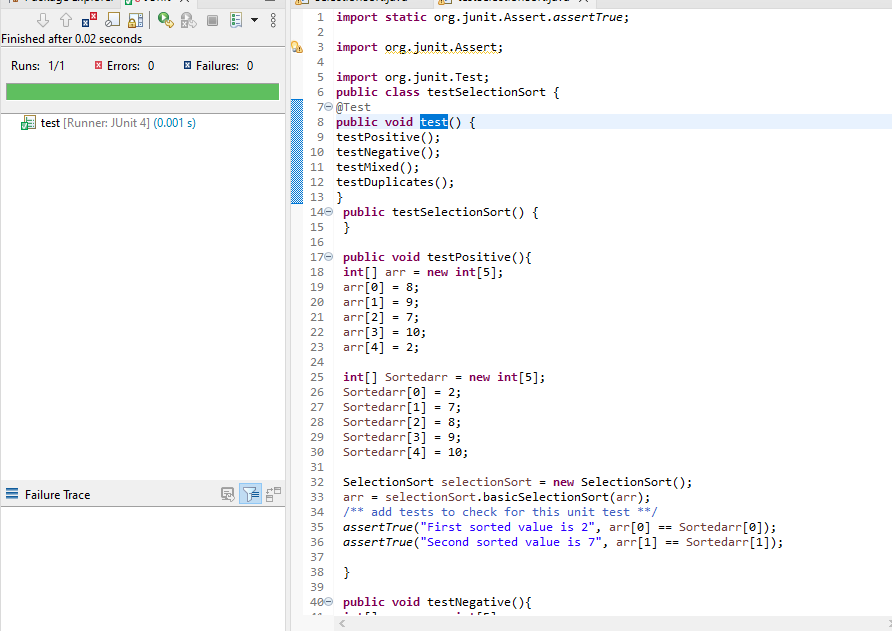 Finished after 0.02 seconds
Runs: 1/1 Errors: 0 Failures: 0
test [Runner: JUnit 4] (0.001 s)
Failure Trace
1 import static org.junit.Assert.assertTrue;
2
3 import org.junit.Assert;
4
5 import org.junit.Test;
6 public class testSelectionSort {
7 @Test
8 public void test() {
9 testPositive();
10 testNegative();
11 testMixed();
12 testDuplicates();
13 }
14 public testSelectionSort() {
15 }
16
17 public void testPositive(){
18 int[] arr = new int[5];
19 arr[0] = 8;
20 arr[1] = 9;
21 arr[2] = 7;
22 arr[3] = 10;
23 arr[4] = 2;
24
25 int[] Sortedarr = new int[5];
26 Sortedarr[0] = 2;
27 Sortedarr[1] = 7;
28 Sortedarr[2] = 8;
29 Sortedarr[3] = 9;
30 Sortedarr[4] = 10;
31
32 SelectionSort selectionSort = new SelectionSort();
33 arr = selectionSort.basicSelectionSort(arr);
34 /** add tests to check for this unit test **/
35 assertTrue("First sorted value is 2", arr[0] == Sortedarr[0]);
36 assertTrue("Second sorted value is 7", arr[1] == Sortedarr[1]);
37
38 }
39
40 public void testNegative(){